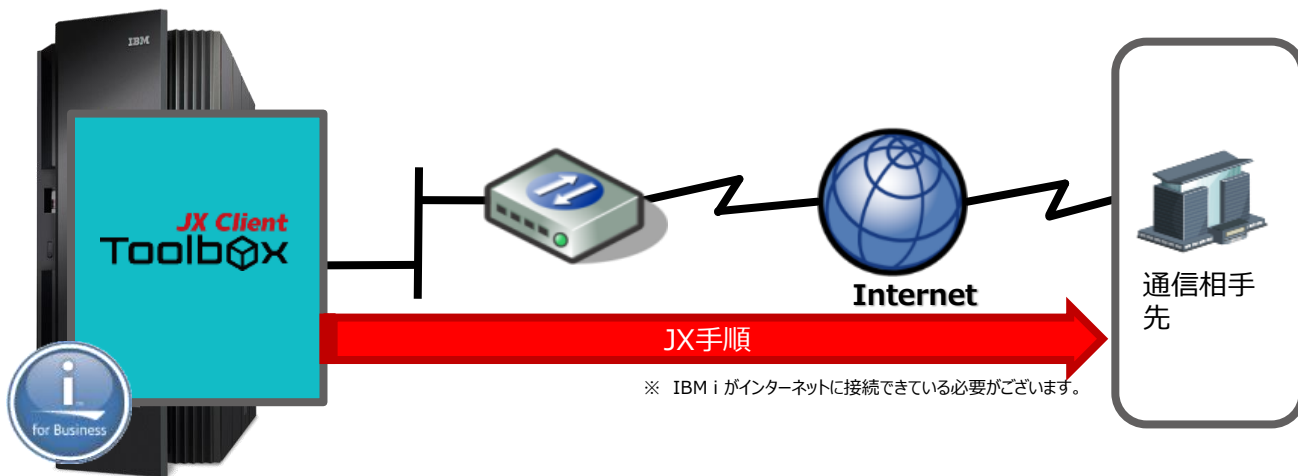 IBM
JX Client
Toolbox
i
for Business
Internet
JX手順
※ IBM i がインターネットに接続できている必要がございます。
通信相手
先